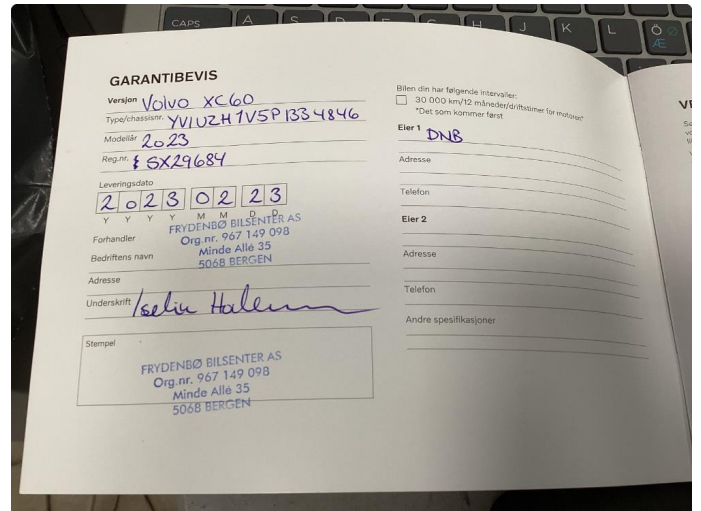 CAPS
A
S
D
H
J
K
L
Ö Ø
Æ
GARANTIBEVIS
Versjon Volvo XC60
Type/chassisnr. YV1UZH1V5P1334846
Modellår 2023
Reg.nr. SX29684
Leveringsdato
2 0 2 3 0 2 2 3
Y Y Y Y M M D D
FRYDENBØ BILSENTER AS
Forhandler
Org.nr. 967 149 098
Minde Allé 35
Bedriftens navn
5068 BERGEN
Adresse
Underskrift Iselin
Stempel
FRYDENBØ BILSENTER AS
Org.nr. 967 149 098
Minde Allé 35
5068 BERGEN
Bilen din har følgende intervaller:
30 000 km/12 måneder/driftstimer for motoren*
*Det som kommer først
Eier 1 DNB
Adresse
Telefon
Eier 2
Adresse
Telefon
Andre spesifikasjoner